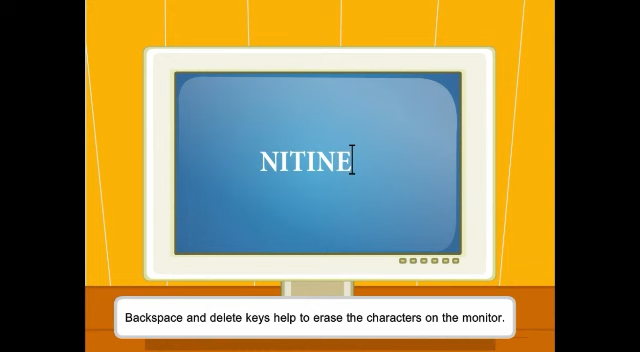 NITINE
Backspace and delete keys help to erase the characters on the monitor.